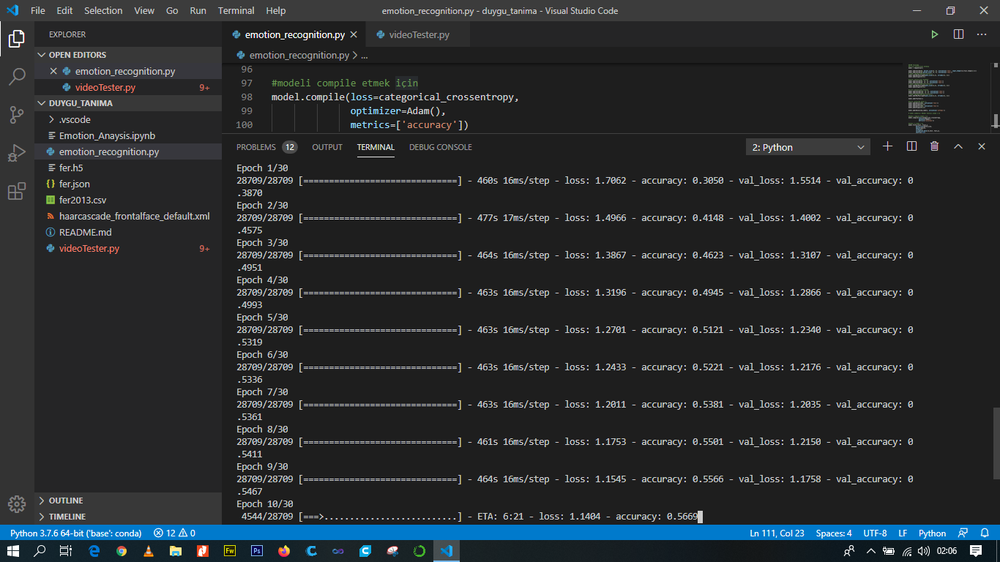 File Edit Selection View Go Run Terminal Help emotion_recognition.py - duygu_tanima - Visual Studio Code
EXPLORER
OPEN EDITORS
emotion_recognition.py
videoTester.py 9+
DUYGU_TANIMA
.vscode
Emotion_Anaysis.ipynb
emotion_recognition.py
fer.h5
{} fer.json
fer2013.csv
haarcascade_frontalface_default.xml
README.md
videoTester.py 9+
OUTLINE
TIMELINE
emotion_recognition.py videoTester.py
emotion_recognition.py > ...
96
97 #modeli compile etmek için
98 model.compile(loss=categorical_crossentropy,
99 optimizer=Adam(),
100 metrics=['accuracy'])
PROBLEMS 12 OUTPUT TERMINAL DEBUG CONSOLE 2: Python
Epoch 1/30
28709/28709 [==============================] - 460s 16ms/step - loss: 1.7062 - accuracy: 0.3050 - val_loss: 1.5514 - val_accuracy: 0
.3870
Epoch 2/30
28709/28709 [==============================] - 477s 17ms/step - loss: 1.4966 - accuracy: 0.4148 - val_loss: 1.4002 - val_accuracy: 0
.4575
Epoch 3/30
28709/28709 [==============================] - 464s 16ms/step - loss: 1.3867 - accuracy: 0.4623 - val_loss: 1.3107 - val_accuracy: 0
.4951
Epoch 4/30
28709/28709 [==============================] - 463s 16ms/step - loss: 1.3196 - accuracy: 0.4945 - val_loss: 1.2866 - val_accuracy: 0
.4993
Epoch 5/30
28709/28709 [==============================] - 463s 16ms/step - loss: 1.2701 - accuracy: 0.5121 - val_loss: 1.2340 - val_accuracy: 0
.5319
Epoch 6/30
28709/28709 [==============================] - 463s 16ms/step - loss: 1.2433 - accuracy: 0.5221 - val_loss: 1.2176 - val_accuracy: 0
.5336
Epoch 7/30
28709/28709 [==============================] - 463s 16ms/step - loss: 1.2011 - accuracy: 0.5381 - val_loss: 1.2035 - val_accuracy: 0
.5361
Epoch 8/30
28709/28709 [==============================] - 461s 16ms/step - loss: 1.1753 - accuracy: 0.5501 - val_loss: 1.2150 - val_accuracy: 0
.5411
Epoch 9/30
28709/28709 [==============================] - 464s 16ms/step - loss: 1.1545 - accuracy: 0.5566 - val_loss: 1.1758 - val_accuracy: 0
.5467
Epoch 10/30
4544/28709 [===>..........................] - ETA: 6:21 - loss: 1.1404 - accuracy: 0.5669
Python 3.7.6 64-bit ('base': conda) 12 0 Ln 111, Col 23 Spaces: 4 UTF-8 LF Python
Fw Ps 02:06